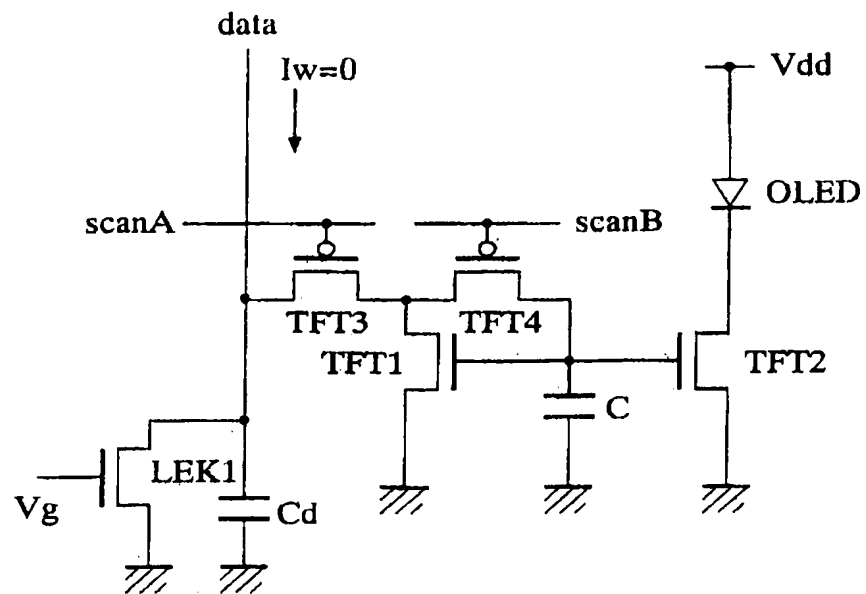 data
Iw=0
Vdd
OLED
scanA
scanB
TFT3
TFT4
TFT1
TFT2
C
LEK1
Vg
Cd